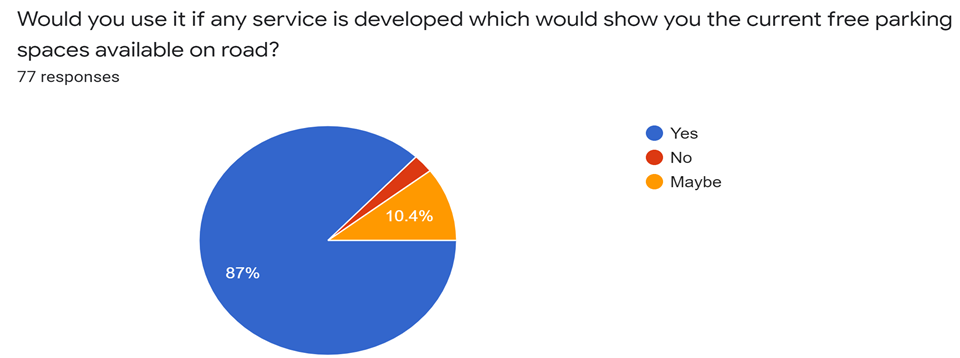 Would you use it if any service is developed which would show you the current free parking
spaces available on road?
77 responses
Yes
No
Maybe
10.4%
87%